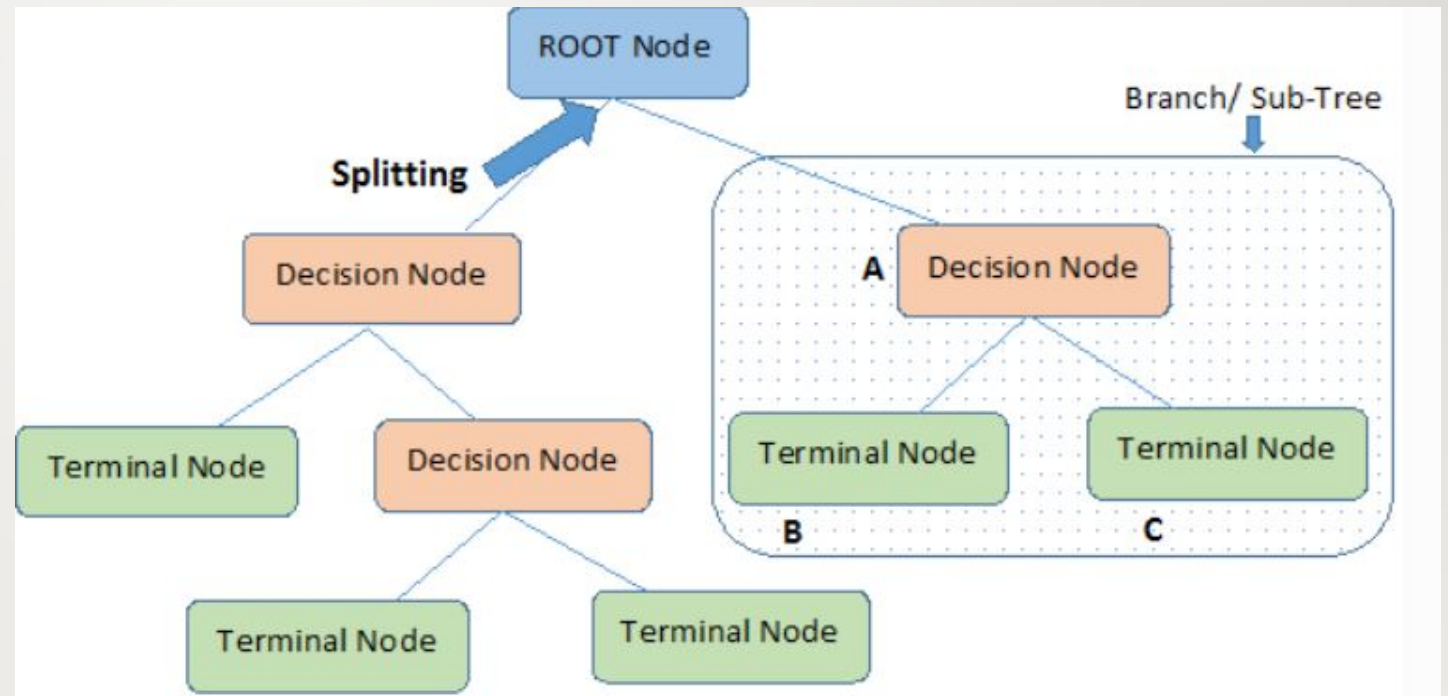 ROOT Node
Branch/ Sub-Tree
Splitting
Decision Node
A
Decision Node
Terminal Node
Decision Node
Terminal Node
Terminal Node
B
C
Terminal Node
Terminal Node